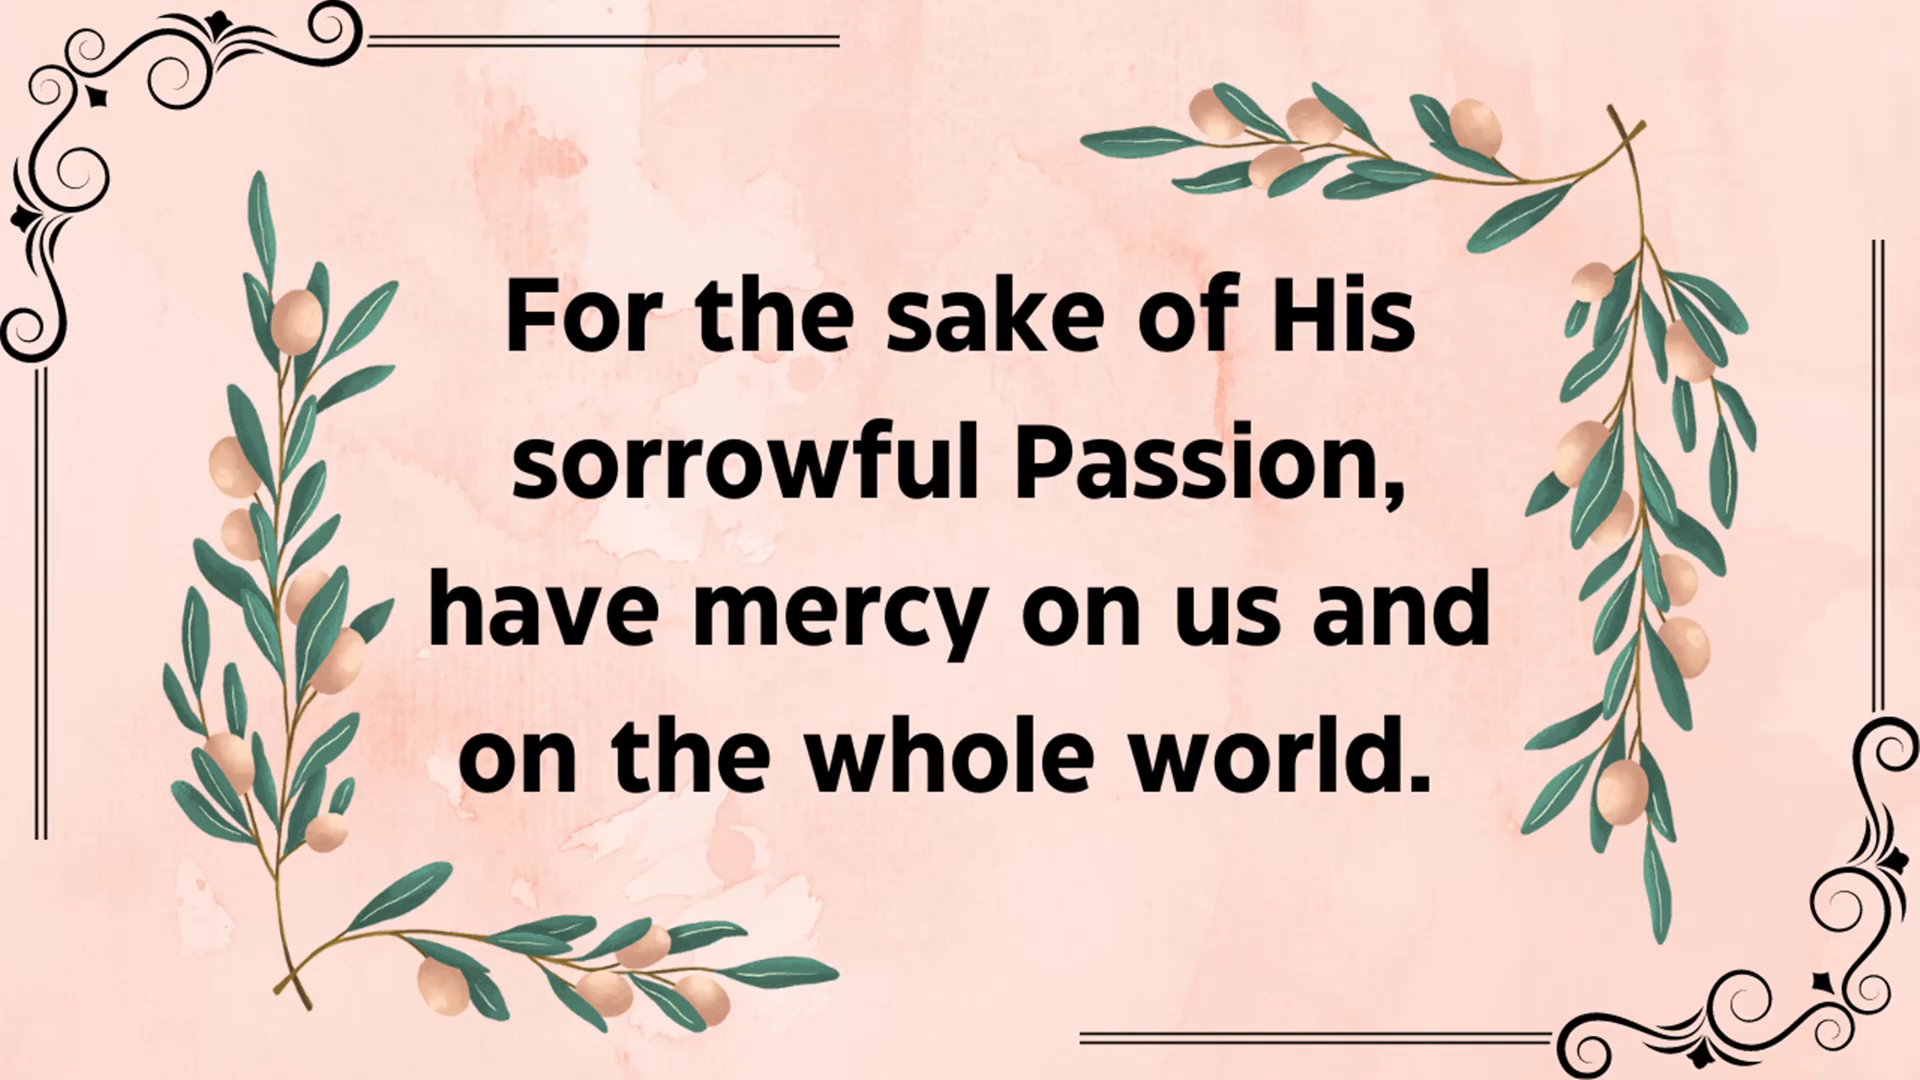 For the sake of His
sorrowful Passion,
have mercy on us and
on the whole world.